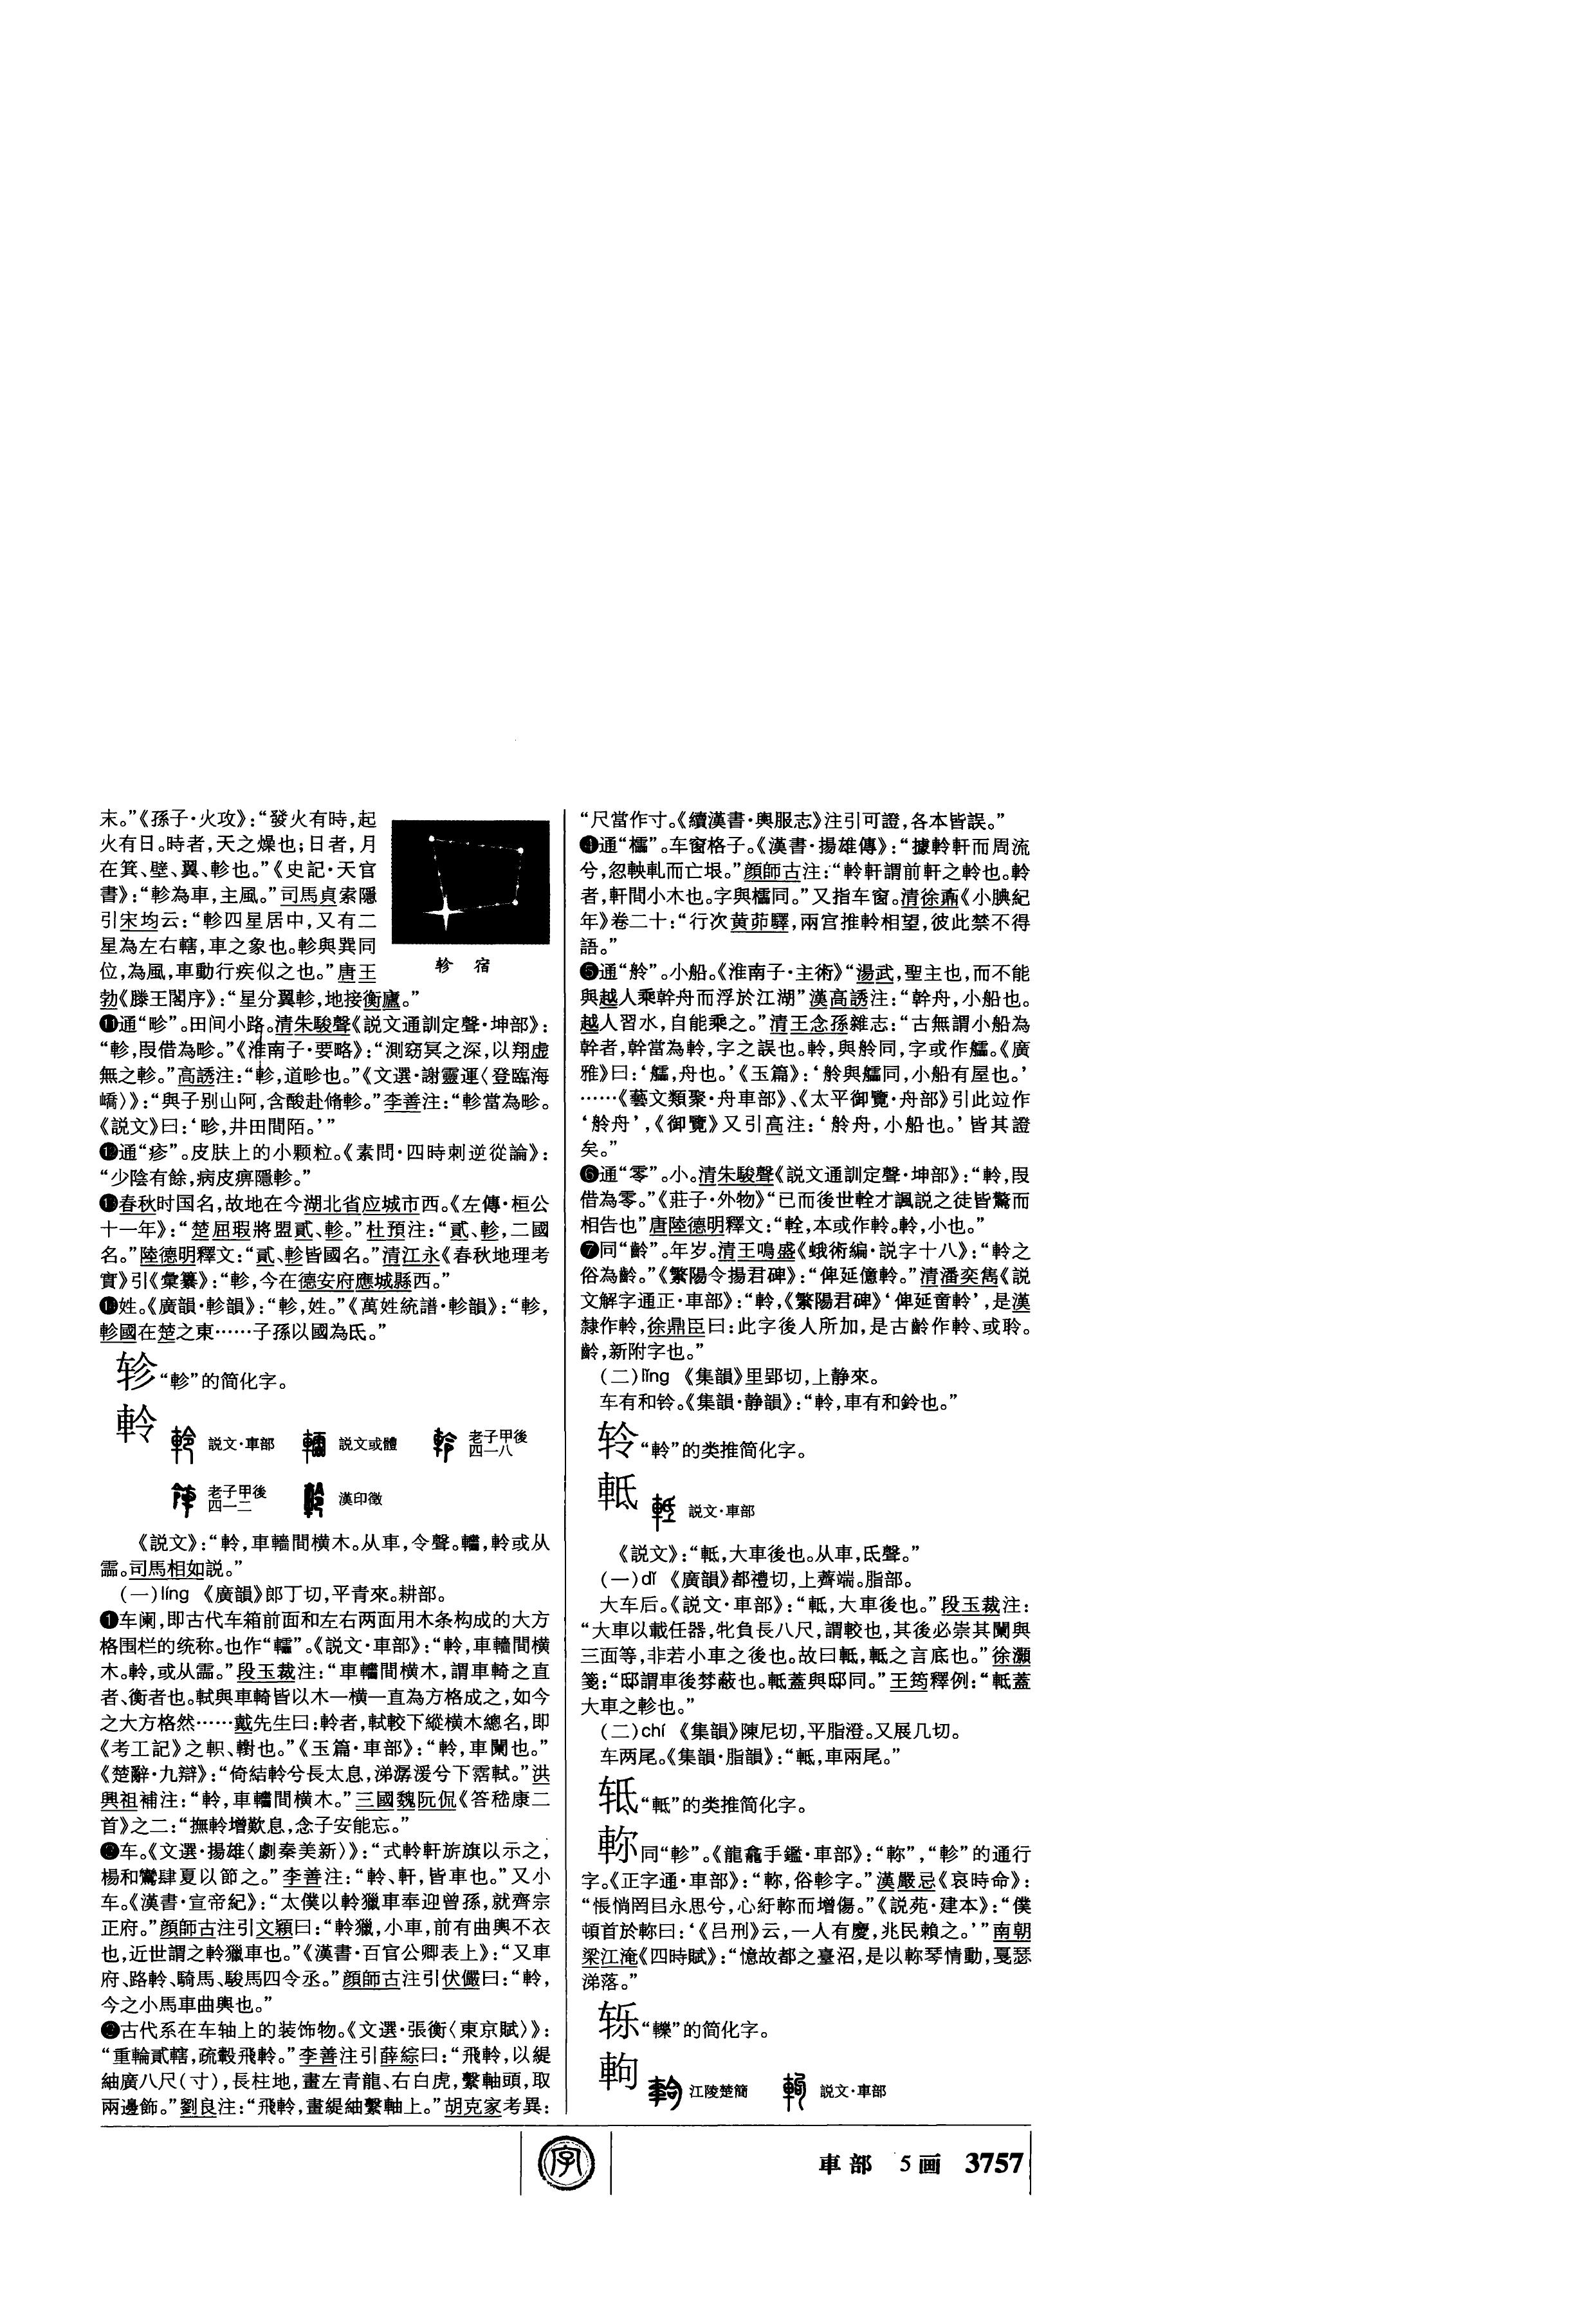 末。”《孫子·火攻》：“發火有時，起
火有日。時者，天之燥也；日者，月
在箕、壁、翼、軫也。”《史記·天官
書》：“軫為車，主風。”司馬貞索隱
引宋均云：“軫四星居中，又有二
星為左右轄，車之象也。軫與巽同
位，為風，車動行疾似之也。”唐王
勃《滕王閣序》：“星分翼軫，地接衡廬。”
轸 宿
⓫通“畛”。田间小路。清朱駿聲《説文通訓定聲·坤部》：
“軫，叚借為畛。”《淮南子·要略》：“測窈冥之深，以翔虚
無之軫。”高誘注：“軫，道畛也。”《文選·謝靈運〈登臨海
嶠〉》：“與子别山阿，含酸赴脩軫。”李善注：“軫當為畛。
《説文》曰：‘畛，井田間陌。’”
⓬通“疹”。皮肤上的小颗粒。《素問·四時刺逆從論》：
“少陰有餘，病皮痹隱軫。”
⓭春秋时国名，故地在今湖北省应城市西。《左傳·桓公
十一年》：“楚屈瑕將盟貳、軫。”杜預注：“貳、軫，二國
名。”陸德明釋文：“貳、軫皆國名。”清江永《春秋地理考
實》引《彙纂》：“軫，今在德安府應城縣西。”
⓮姓。《廣韻·軫韻》：“軫，姓。”《萬姓統譜·軫韻》：“軫，
軫國在楚之東……子孫以國為氏。”
轸“軫”的简化字。
軨 説文·車部 説文或體 老子甲後四一八
老子甲後四一二 漢印徵
《説文》：“軨，車轖間横木。从車，令聲。轠，軨或从
霝。司馬相如説。”
（一）líng 《廣韻》郎丁切，平青來。耕部。
❶车阑，即古代车箱前面和左右两面用木条构成的大方
格围栏的统称。也作“轜”。《説文·車部》：“軨，車轖間横
木。軨，或从霝。”段玉裁注：“車轖間横木，謂車輢之直
者、衡者也。軾與車輢皆以木一横一直為方格成之，如今
之大方格然……戴先生曰：軨者，軾較下縱横木總名，即
《考工記》之軹、轛也。”《玉篇·車部》：“軨，車闌也。”
《楚辭·九辯》：“倚結軨兮長太息，涕潺湲兮下霑軾。”洪
興祖補注：“軨，車轖間横木。”三國魏阮侃《答嵇康二
首》之二：“撫軨增歎息，念子安能忘。”
❷车。《文選·揚雄〈劇秦美新〉》：“式軨軒旂旗以示之，
楊和鸞肆夏以節之。”李善注：“軨、軒，皆車也。”又小
车。《漢書·宣帝紀》：“太僕以軨獵車奉迎曾孫，就齊宗
正府。”顔師古注引文穎曰：“軨獵，小車，前有曲輿不衣
也，近世謂之軨獵車也。”《漢書·百官公卿表上》：“又車
府、路軨、騎馬、駿馬四令丞。”顔師古注引伏儼曰：“軨，
今之小馬車曲輿也。”
❸古代系在车轴上的装饰物。《文選·張衡〈東京賦〉》：
“重輪貳轄，疏轂飛軨。”李善注引薛綜曰：“飛軨，以緹
紬廣八尺（寸），長柱地，畫左青龍、右白虎，繫軸頭，取
兩邊飾。”劉良注：“飛軨，畫緹紬繫軸上。”胡克家考異：
“尺當作寸。《續漢書·輿服志》注引可證，各本皆誤。”
❹通“櫺”。车窗格子。《漢書·揚雄傳》：“據軨軒而周流
兮，忽軮軋而亡垠。”顔師古注：“軨軒謂前軒之軨也。軨
者，軒間小木也。字與櫺同。”又指车窗。清徐鼒《小腆紀
年》卷二十：“行次黄茆驛，兩宫推軨相望，彼此禁不得
語。”
❺通“舲”。小船。《淮南子·主術》“湯武，聖主也，而不能
與越人乘幹舟而浮於江湖”漢高誘注：“幹舟，小船也。
越人習水，自能乘之。”清王念孫雜志：“古無謂小船為
幹者，幹當為軨，字之誤也。軨，與舲同，字或作艫。《廣
雅》曰：‘艫，舟也。’《玉篇》：‘舲與艫同，小船有屋也。’
……《藝文類聚·舟車部》、《太平御覽·舟部》引此竝作
‘舲舟’，《御覽》又引高注：‘舲舟，小船也。’皆其證
矣。”
❻通“零”。小。清朱駿聲《説文通訓定聲·坤部》：“軨，叚
借為零。”《莊子·外物》“已而後世輇才諷説之徒皆驚而
相告也”唐陸德明釋文：“輇，本或作軨。軨，小也。”
❼同“齡”。年岁。清王鳴盛《蛾術編·説字十八》：“軨之
俗為齡。”《繁陽令揚君碑》：“俾延億軨。”清潘奕雋《説
文解字通正·車部》：“軨，《繁陽君碑》‘俾延啻軨’，是漢
隸作軨，徐鼎臣曰：此字後人所加，是古齡作軨、或聆。
齡，新附字也。”
（二）lǐng 《集韻》里郢切，上静來。
车有和铃。《集韻·静韻》：“軨，車有和鈴也。”
轸“軨”的类推简化字。
軧 説文·車部
《説文》：“軧，大車後也。从車，氐聲。”
（一）dǐ 《廣韻》都禮切，上薺端。脂部。
大车后。《説文·車部》：“軧，大車後也。”段玉裁注：
“大車以載任器，牝負長八尺，謂較也，其後必崇其闌與
三面等，非若小車之後也。故曰軧，軧之言底也。”徐灝
箋：“邸謂車後棼蔽也。軧蓋與邸同。”王筠釋例：“軧蓋
大車之軫也。”
（二）chí 《集韻》陳尼切，平脂澄。又展几切。
车两尾。《集韻·脂韻》：“軧，車兩尾。”
轵“軧”的类推简化字。
軪同“軫”。《龍龕手鑑·車部》：“軪”，“軫”的通行
字。《正字通·車部》：“軪，俗軫字。”漢嚴忌《哀時命》：
“悵惝罔㠯永思兮，心紆軪而增傷。”《説苑·建本》：“僕
頓首於軪曰：‘《吕刑》云，一人有慶，兆民賴之。’”南朝
梁江淹《四時賦》：“憶故都之臺沼，是以軪琴情動，戛瑟
涕落。”
轹“轢”的简化字。
軥 江陵楚簡 説文·車部
字
車部 5画 3757